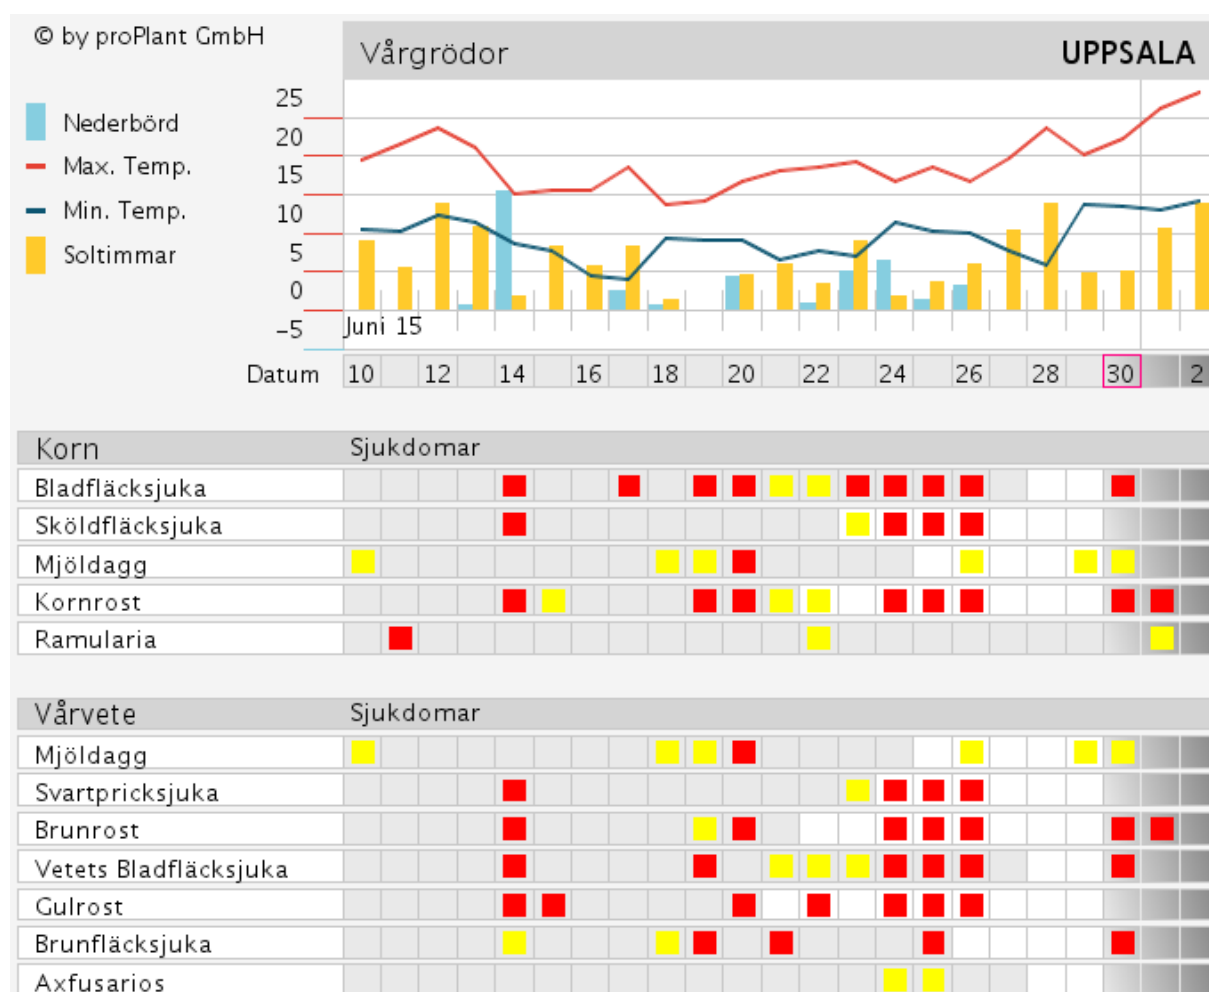 © by proPlant GmbH
Vårgrödor UPPSALA
Nederbörd
Max. Temp.
Min. Temp.
Soltimmar
25
20
15
10
5
0
-5
Juni 15
Datum 10 12 14 16 18 20 22 24 26 28 30 2
Korn Sjukdomar
Bladfläcksjuka
Sköldfläcksjuka
Mjöldagg
Kornrost
Ramularia
Vårvete Sjukdomar
Mjöldagg
Svartpricksjuka
Brunrost
Vetets Bladfläcksjuka
Gulrost
Brunfläcksjuka
Axfusarios